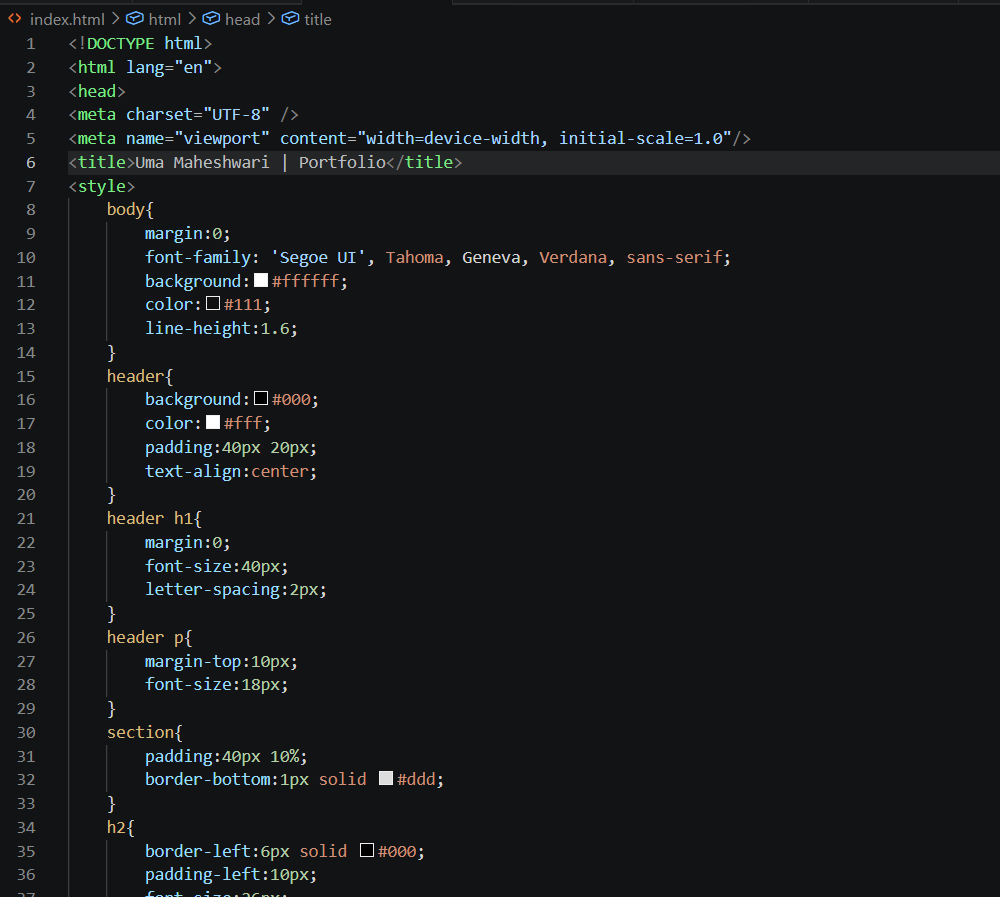 index.html > html > head > title
1 <!DOCTYPE html>
2 <html lang="en">
3 <head>
4 <meta charset="UTF-8" />
5 <meta name="viewport" content="width=device-width, initial-scale=1.0"/>
6 <title>Uma Maheshwari | Portfolio</title>
7 <style>
8     body{
9         margin:0;
10         font-family: 'Segoe UI', Tahoma, Geneva, Verdana, sans-serif;
11         background:#ffffff;
12         color:#111;
13         line-height:1.6;
14     }
15     header{
16         background:#000;
17         color:#fff;
18         padding:40px 20px;
19         text-align:center;
20     }
21     header h1{
22         margin:0;
23         font-size:40px;
24         letter-spacing:2px;
25     }
26     header p{
27         margin-top:10px;
28         font-size:18px;
29     }
30     section{
31         padding:40px 10%;
32         border-bottom:1px solid #ddd;
33     }
34     h2{
35         border-left:6px solid #000;
36         padding-left:10px;
37         font-size:26px;